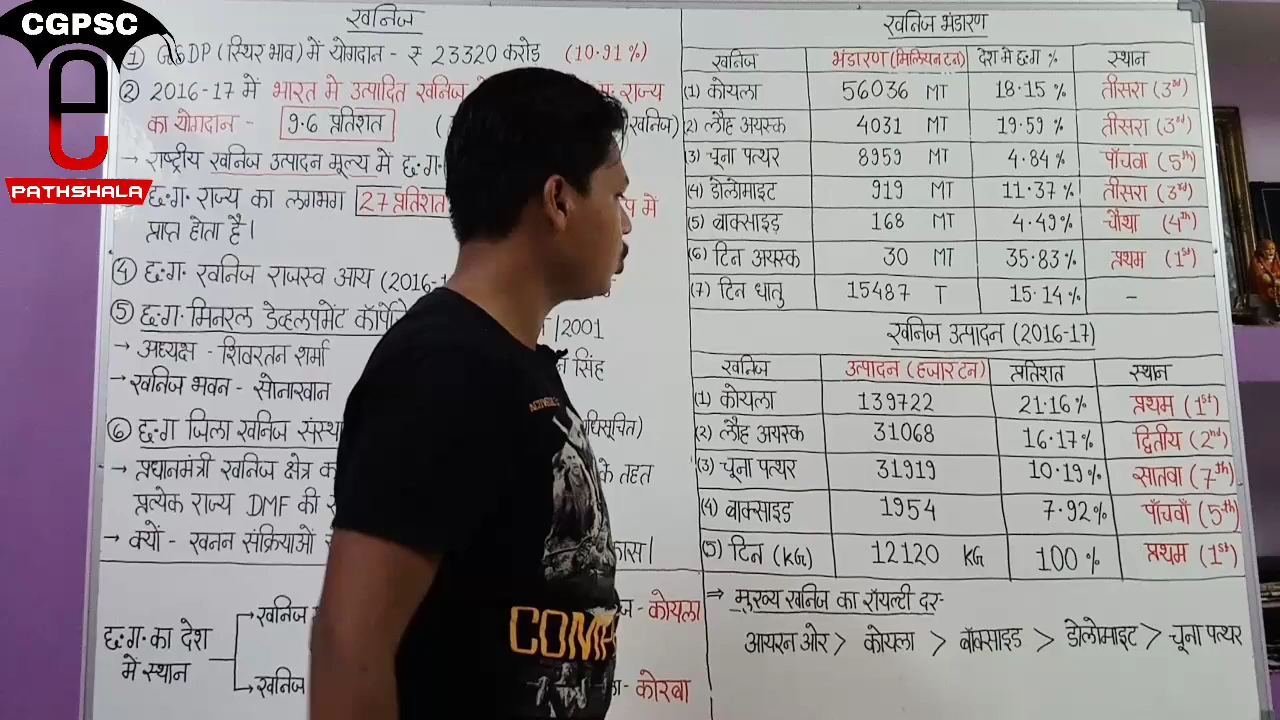 CGPSC
e
PATHSHALA
खनिज
① GSDP (स्थिर भाव) में योगदान - ₹ 23320 करोड़ (10.91 %)
② 2016-17 में भारत मे उत्पादित खनिज राज्य
का योगदान - 9.6 प्रतिशत ( खनिज)
→ राष्ट्रीय खनिज उत्पादन मूल्य मे छ.ग.
छ.ग. राज्य का लगभग 27 प्रतिशत में
प्राप्त होता है।
④ छ.ग. खनिज राजस्व आय (2016-1
⑤ छ.ग. मिनरल डेव्हलपमेंट कॉर्पो |2001
→ अध्यक्ष - शिवरतन शर्मा सिंह
→ खनिज भवन - सोनाखान
⑥ छ.ग जिला खनिज संस्था धिसूचित)
→ प्रधानमंत्री खनिज क्षेत्र क के तहत
प्रत्येक राज्य DMF की
→ क्यों - खनन संक्रियाओं कास।
छ.ग. का देश
मे स्थान
→ खनिज - कोयला
→ खनिज - कोरबा
खनिज भंडारण
खनिज भंडारण (मिलियन टन) देश मे छ.ग % स्थान
(1) कोयला 56036 MT 18.15 % तीसरा (3rd)
(2) लौह अयस्क 4031 MT 19.59 % तीसरा (3rd)
(3) चूना पत्थर 8959 MT 4.84 % पाँचवा (5th)
(4) डोलोमाइट 919 MT 11.37 % तीसरा (3rd)
(5) बाक्साइड 168 MT 4.49 % चौथा (4th)
(6) टिन अयस्क 30 MT 35.83 % प्रथम (1st)
(7) टिन धातु 15487 T 15.14 % -
खनिज उत्पादन (2016-17)
खनिज उत्पादन (हजार टन) प्रतिशत स्थान
(1) कोयला 139722 21.16 % प्रथम (1st)
(2) लौह अयस्क 31068 16.17 % द्वितीय (2nd)
(3) चूना पत्थर 31919 10.19 % सातवा (7th)
(4) बाक्साइड 1954 7.92 % पाँचवाँ (5th)
(5) टिन (KG) 12120 KG 100 % प्रथम (1st)
⇒ मुख्य खनिज का रॉयल्टी दर-
आयरन ओर > कोयला > बॉक्साइड > डोलोमाइट > चूना पत्थर